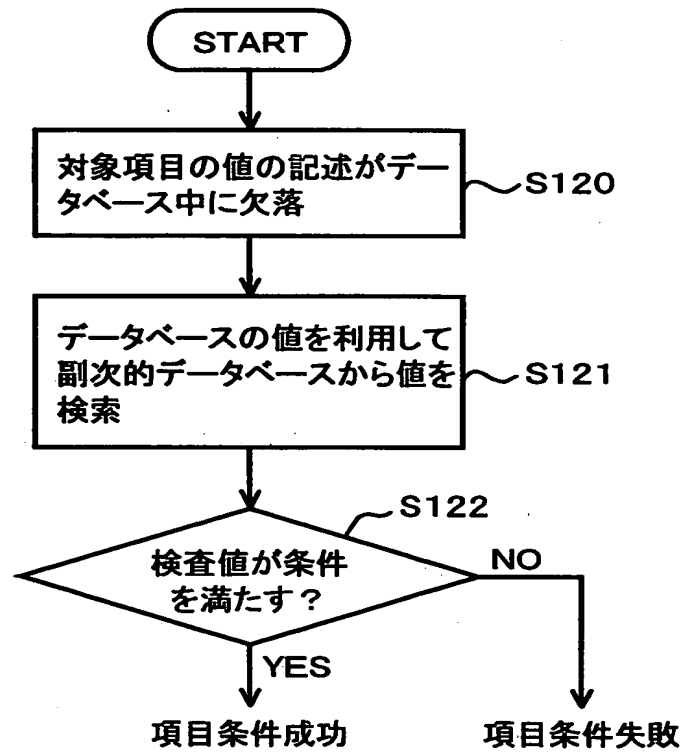 START
対象項目の値の記述がデー
タベース中に欠落
S120
データベースの値を利用して
副次的データベースから値を
検索
S121
S122
検査値が条件
を満たす？
NO
YES
項目条件成功
項目条件失敗